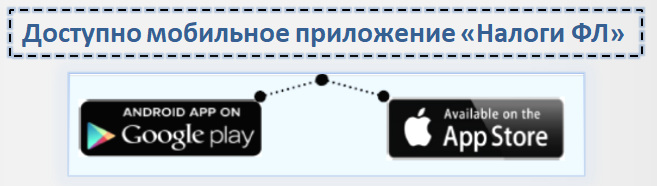 Доступно мобильное приложение «Налоги ФЛ»
ANDROID APP ON
Google play
Available on the
App Store